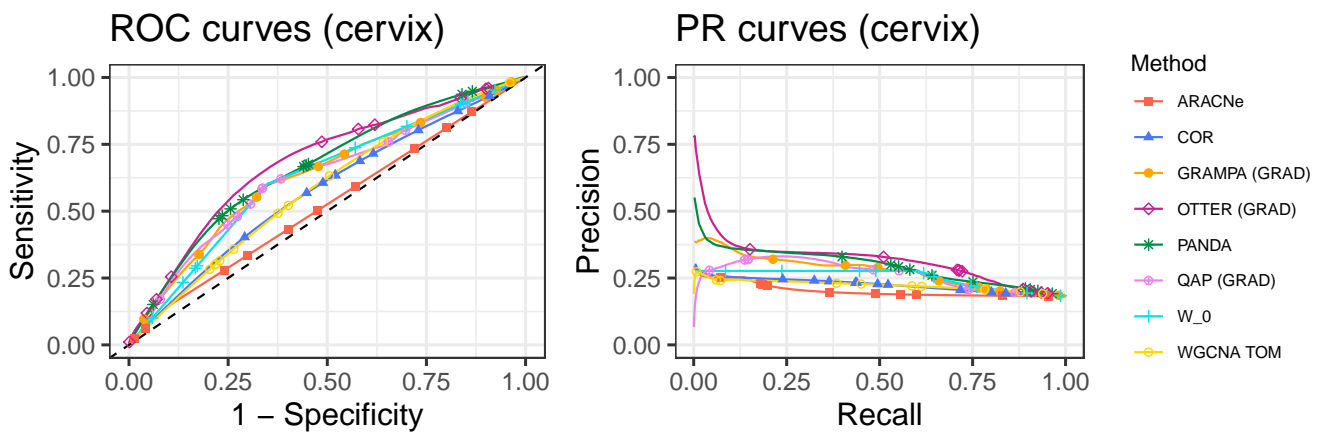 ROC curves (cervix)
Sensitivity
1.00
0.75
0.50
0.25
0.00
0.00 0.25 0.50 0.75 1.00
1 − Specificity
PR curves (cervix)
Precision
1.00
0.75
0.50
0.25
0.00
0.00 0.25 0.50 0.75 1.00
Recall
Method
ARACNe
COR
GRAMPA (GRAD)
OTTER (GRAD)
PANDA
QAP (GRAD)
W_0
WGCNA TOM